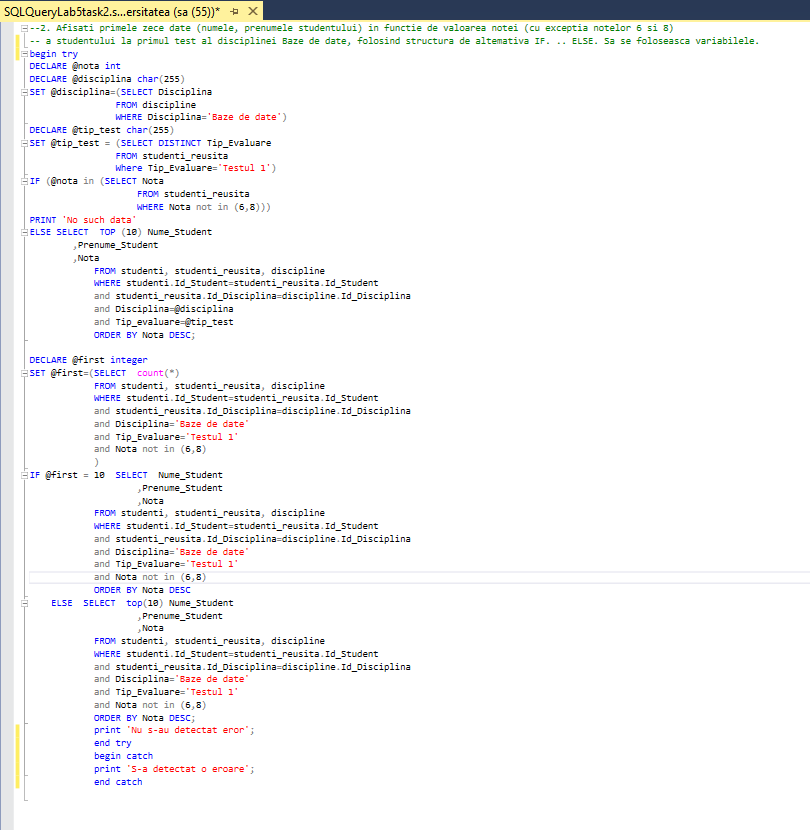 SQLQueryLab5task2.s...ersitatea (sa (55))*
--2. Afisati primele zece date (numele, prenumele studentului) in functie de valoarea notei (cu exceptia notelor 6 si 8)
-- a studentului la primul test al disciplinei Baze de date, folosind structura de altemativa IF. .. ELSE. Sa se foloseasca variabilele.
begin try
DECLARE @nota int
DECLARE @disciplina char(255)
SET @disciplina=(SELECT Disciplina
FROM discipline
WHERE Disciplina='Baze de date')
DECLARE @tip_test char(255)
SET @tip_test = (SELECT DISTINCT Tip_Evaluare
FROM studenti_reusita
Where Tip_Evaluare='Testul 1')
IF (@nota in (SELECT Nota
FROM studenti_reusita
WHERE Nota not in (6,8)))
PRINT 'No such data'
ELSE SELECT  TOP (10) Nume_Student
,Prenume_Student
,Nota
FROM studenti, studenti_reusita, discipline
WHERE studenti.Id_Student=studenti_reusita.Id_Student
and studenti_reusita.Id_Disciplina=discipline.Id_Disciplina
and Disciplina=@disciplina
and Tip_evaluare=@tip_test
ORDER BY Nota DESC;
DECLARE @first integer
SET @first=(SELECT  count(*)
FROM studenti, studenti_reusita, discipline
WHERE studenti.Id_Student=studenti_reusita.Id_Student
and studenti_reusita.Id_Disciplina=discipline.Id_Disciplina
and Disciplina='Baze de date'
and Tip_Evaluare='Testul 1'
and Nota not in (6,8)
)
IF @first = 10  SELECT  Nume_Student
,Prenume_Student
,Nota
FROM studenti, studenti_reusita, discipline
WHERE studenti.Id_Student=studenti_reusita.Id_Student
and studenti_reusita.Id_Disciplina=discipline.Id_Disciplina
and Disciplina='Baze de date'
and Tip_Evaluare='Testul 1'
and Nota not in (6,8)
ORDER BY Nota DESC
ELSE  SELECT  top(10) Nume_Student
,Prenume_Student
,Nota
FROM studenti, studenti_reusita, discipline
WHERE studenti.Id_Student=studenti_reusita.Id_Student
and studenti_reusita.Id_Disciplina=discipline.Id_Disciplina
and Disciplina='Baze de date'
and Tip_Evaluare='Testul 1'
and Nota not in (6,8)
ORDER BY Nota DESC;
print 'Nu s-au detectat eror';
end try
begin catch
print 'S-a detectat o eroare';
end catch